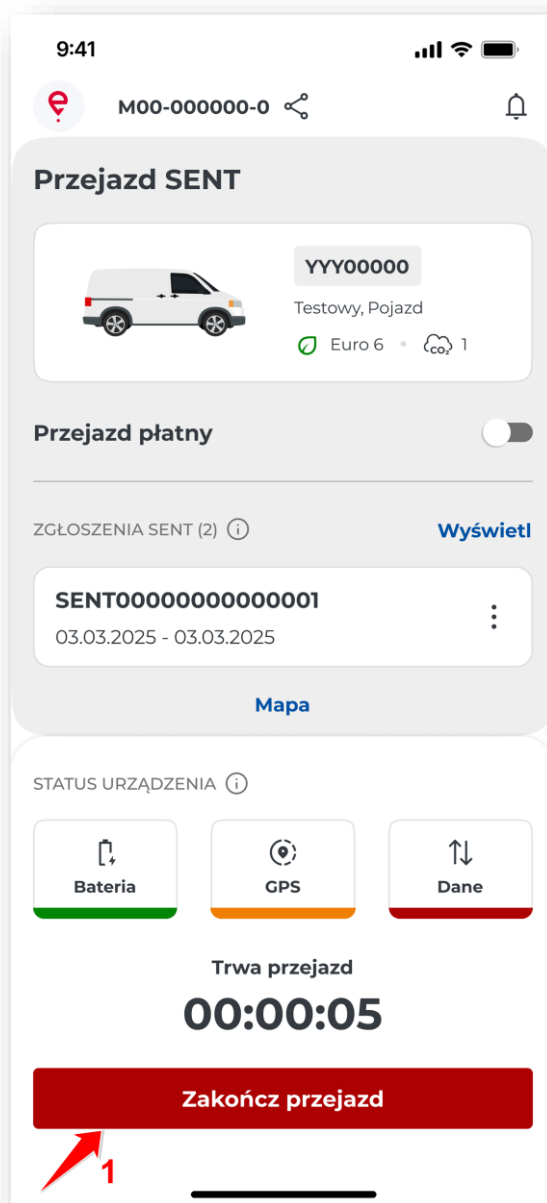 9:41
M00-000000-0
Przejazd SENT
YYY00000
Testowy, Pojazd
Euro 6 • CO₂ 1
Przejazd płatny
ZGŁOSZENIA SENT (2) Wyświetl
SENT00000000000001
03.03.2025 - 03.03.2025
Mapa
STATUS URZĄDZENIA
Bateria GPS Dane
Trwa przejazd
00:00:05
Zakończ przejazd
1